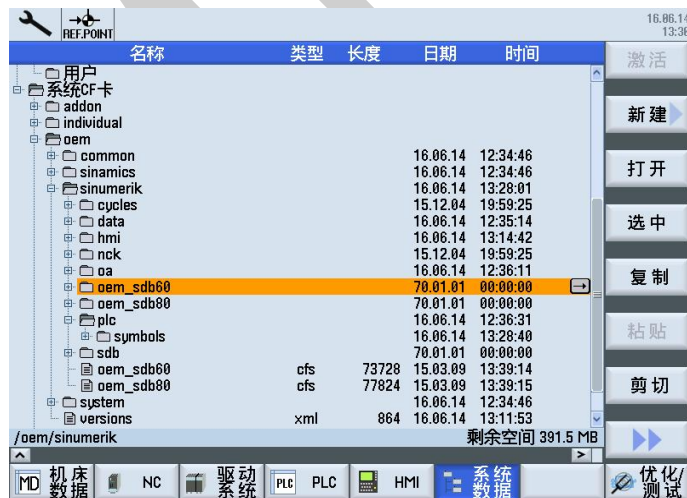 REF.POINT
16.06.14
名称 类型 长度 日期 时间
用户
系统CF卡
addon
individual
oem
common 16.06.14 12:34:46
sinamics 16.06.14 12:34:46
sinumerik 16.06.14 13:28:01
cycles 15.12.04 19:59:25
data 16.06.14 12:35:14
hmi 16.06.14 13:14:42
nck 15.12.04 19:59:25
oa 16.06.14 12:36:11
oem_sdb60 70.01.01 00:00:00
oem_sdb80 70.01.01 00:00:00
plc 16.06.14 12:36:31
symbols 16.06.14 13:28:40
sdb 70.01.01 00:00:00
oem_sdb60 cfs 73728 15.03.09 13:39:14
oem_sdb80 cfs 77824 15.03.09 13:39:15
system 16.06.14 12:34:46
versions xml 864 16.06.14 13:11:53
/oem/sinumerik 剩余空间 391.5 MB
激活
新建
打开
选中
复制
粘贴
剪切
MD 机床数据
NC
驱动系统
PLC PLC
HMI
系统数据
优化/测试